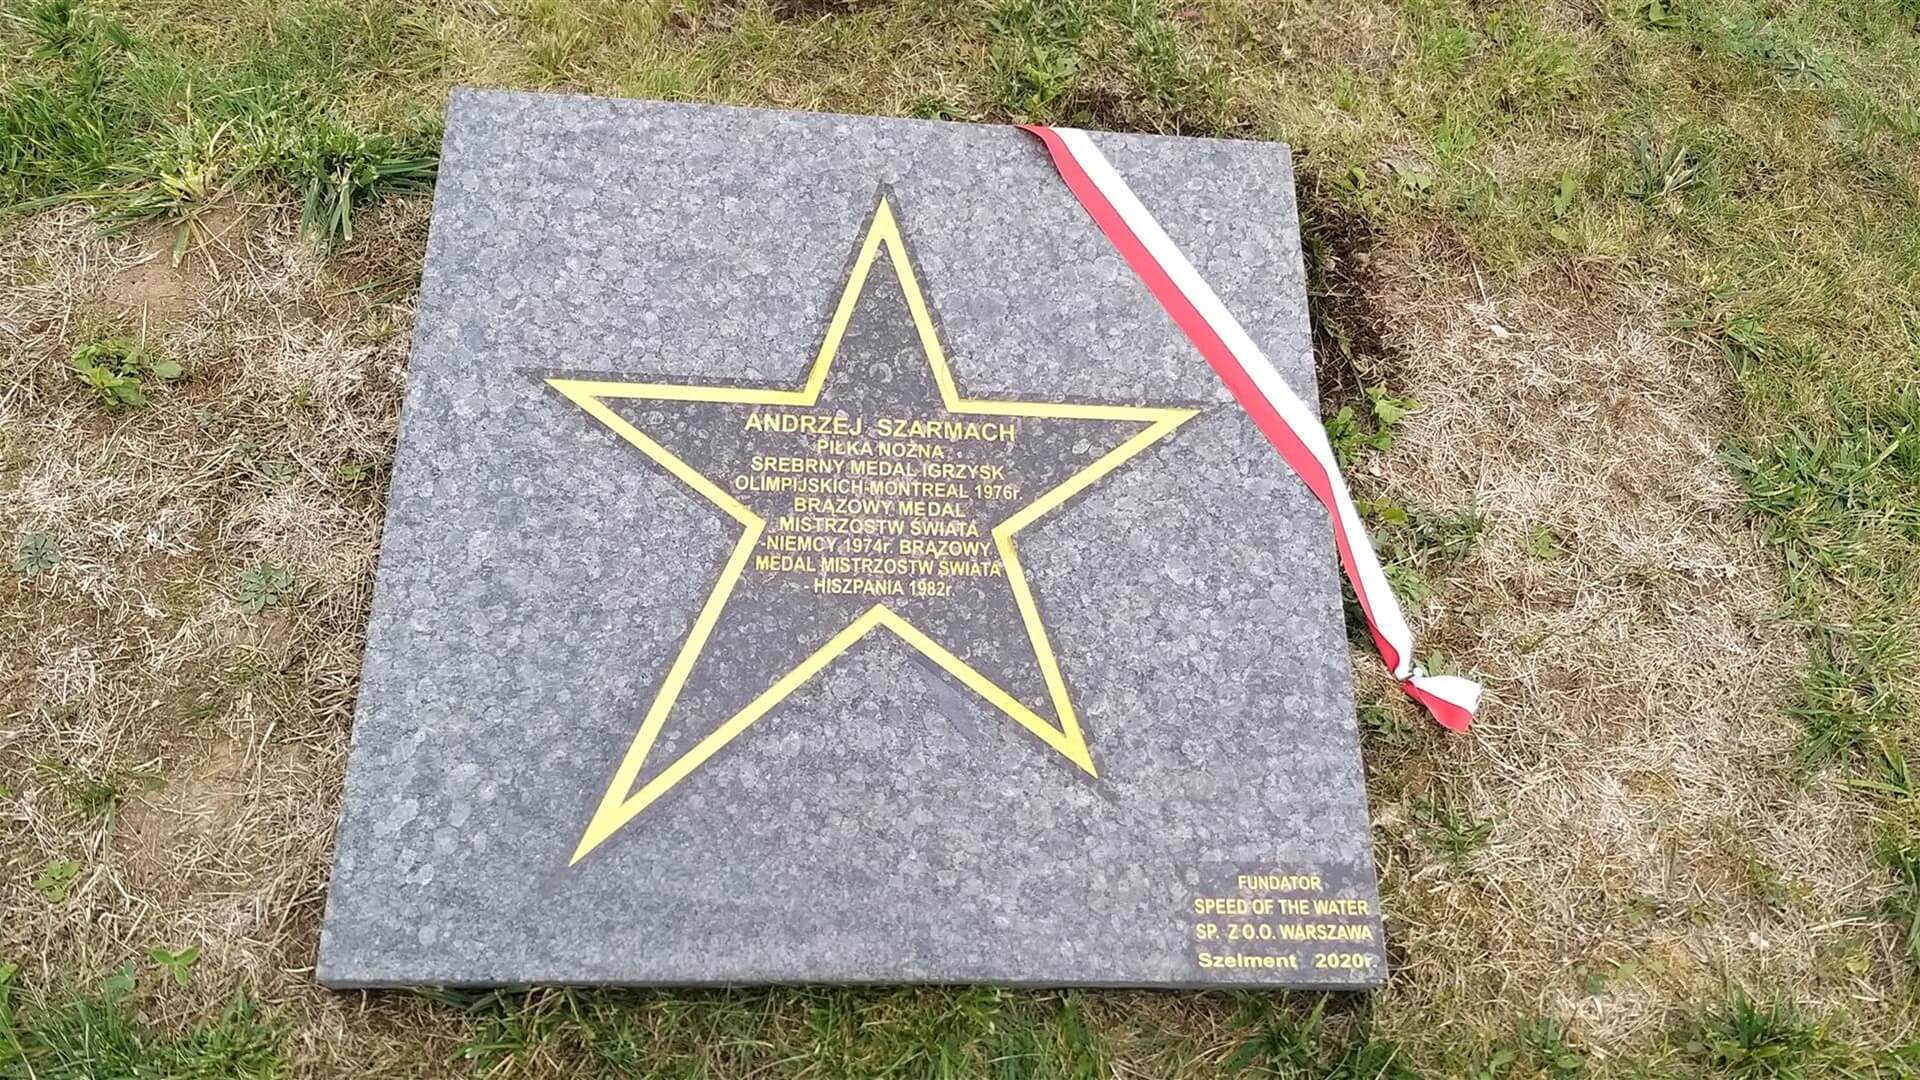 ANDRZEJ SZARMACH
PIŁKA NOŻNA
SREBRNY MEDAL IGRZYSK
OLIMPIJSKICH-MONTREAL 1976r.
BRĄZOWY MEDAL
MISTRZOSTW ŚWIATA
-NIEMCY 1974r. BRĄZOWY
MEDAL MISTRZOSTW ŚWIATA
- HISZPANIA 1982r.
FUNDATOR
SPEED OF THE WATER
SP. Z O.O. WARSZAWA
Szelment 2020r.